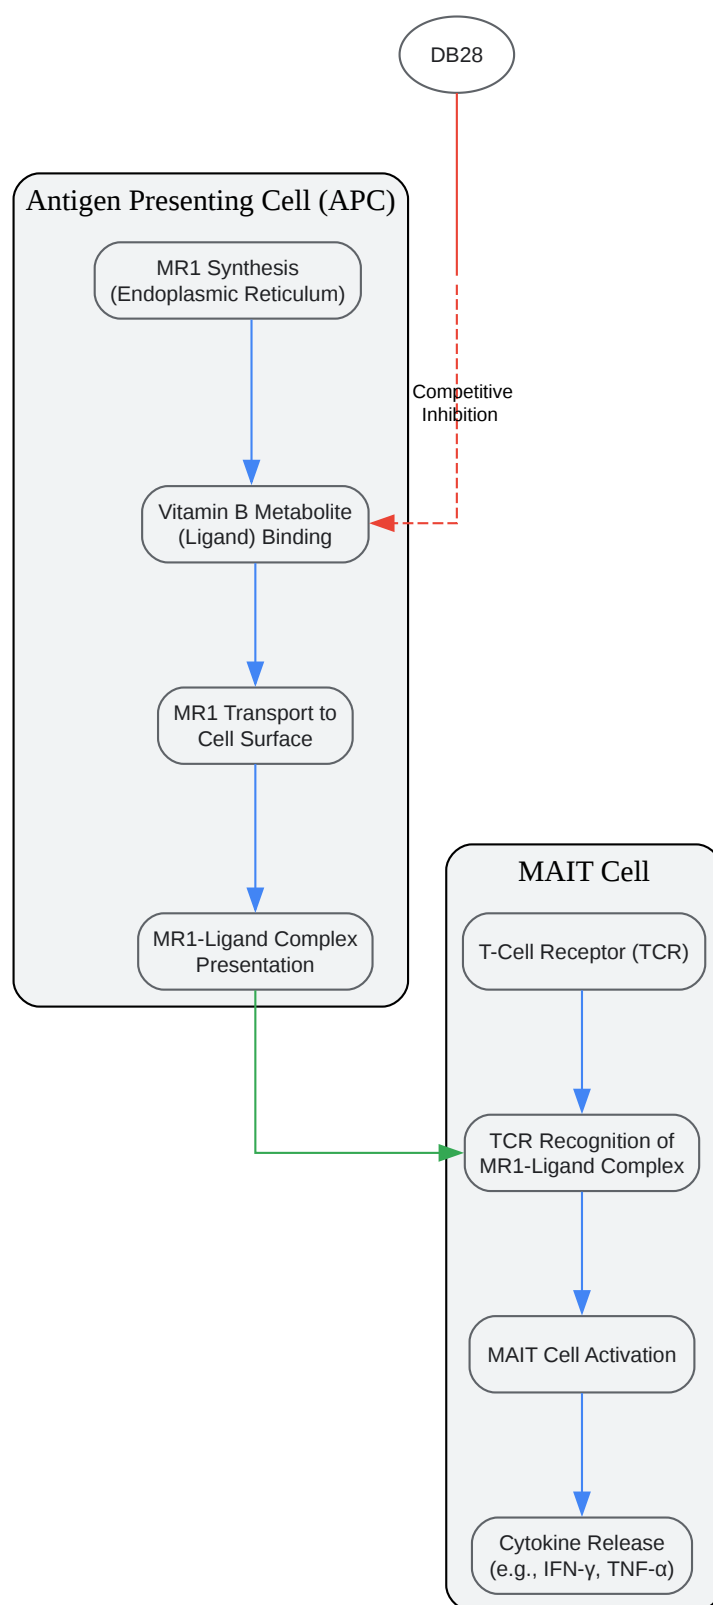 DB28
Antigen Presenting Cell (APC)
MR1 Synthesis
(Endoplasmic Reticulum)
Competitive
Inhibition
Vitamin B Metabolite
(Ligand) Binding
MR1 Transport to
Cell Surface
MR1-Ligand Complex
Presentation
MAIT Cell
T-Cell Receptor (TCR)
TCR Recognition of
MR1-Ligand Complex
MAIT Cell Activation
Cytokine Release
(e.g., IFN-γ, TNF-α)